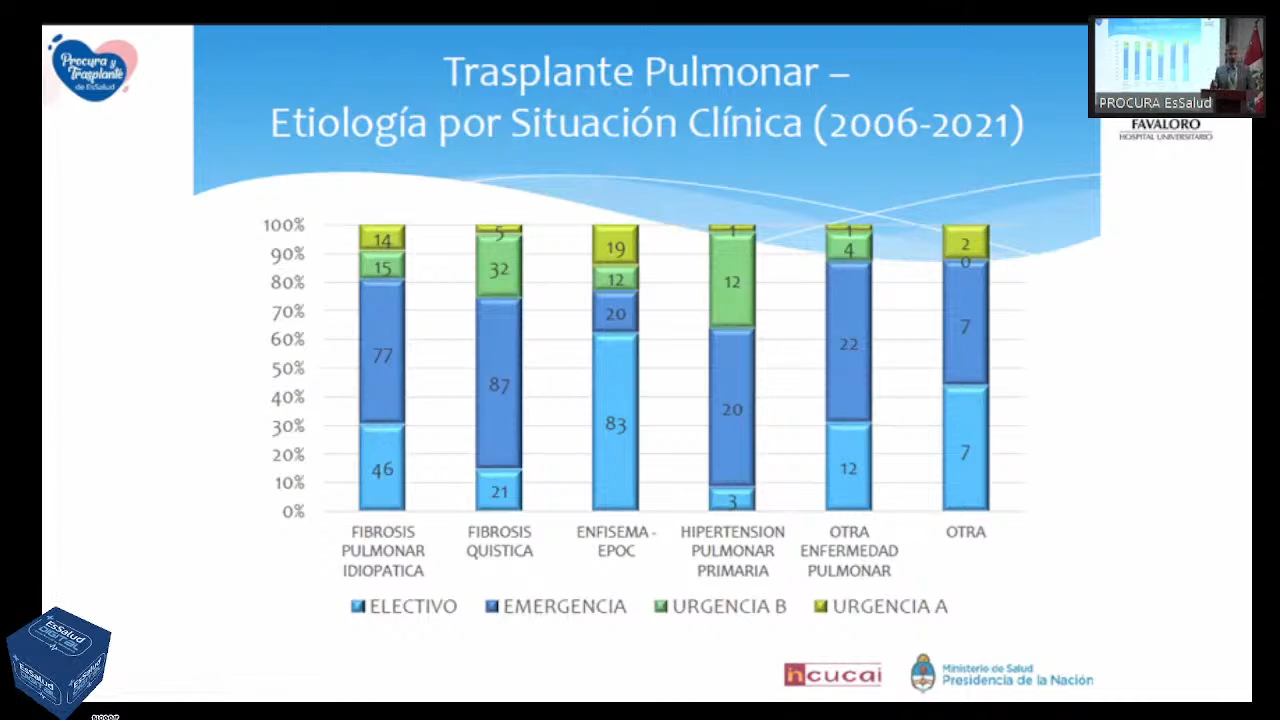 Procura y
Trasplante
de EsSalud
Trasplante Pulmonar –
Etiología por Situación Clínica (2006-2021)
PROCURA EsSalud
FAVALORO
HOSPITAL UNIVERSITARIO
100%
90%
80%
70%
60%
50%
40%
30%
20%
10%
0%
14
15
77
46
5
32
87
21
19
12
20
83
1
12
20
3
1
4
22
12
2
0
7
7
FIBROSIS
PULMONAR
IDIOPATICA
FIBROSIS
QUISTICA
ENFISEMA -
EPOC
HIPERTENSION
PULMONAR
PRIMARIA
OTRA
ENFERMEDAD
PULMONAR
OTRA
ELECTIVO EMERGENCIA URGENCIA B URGENCIA A
EsSalud
DIGITAL
EsSalud
incucai
Ministerio de Salud
Presidencia de la Nación